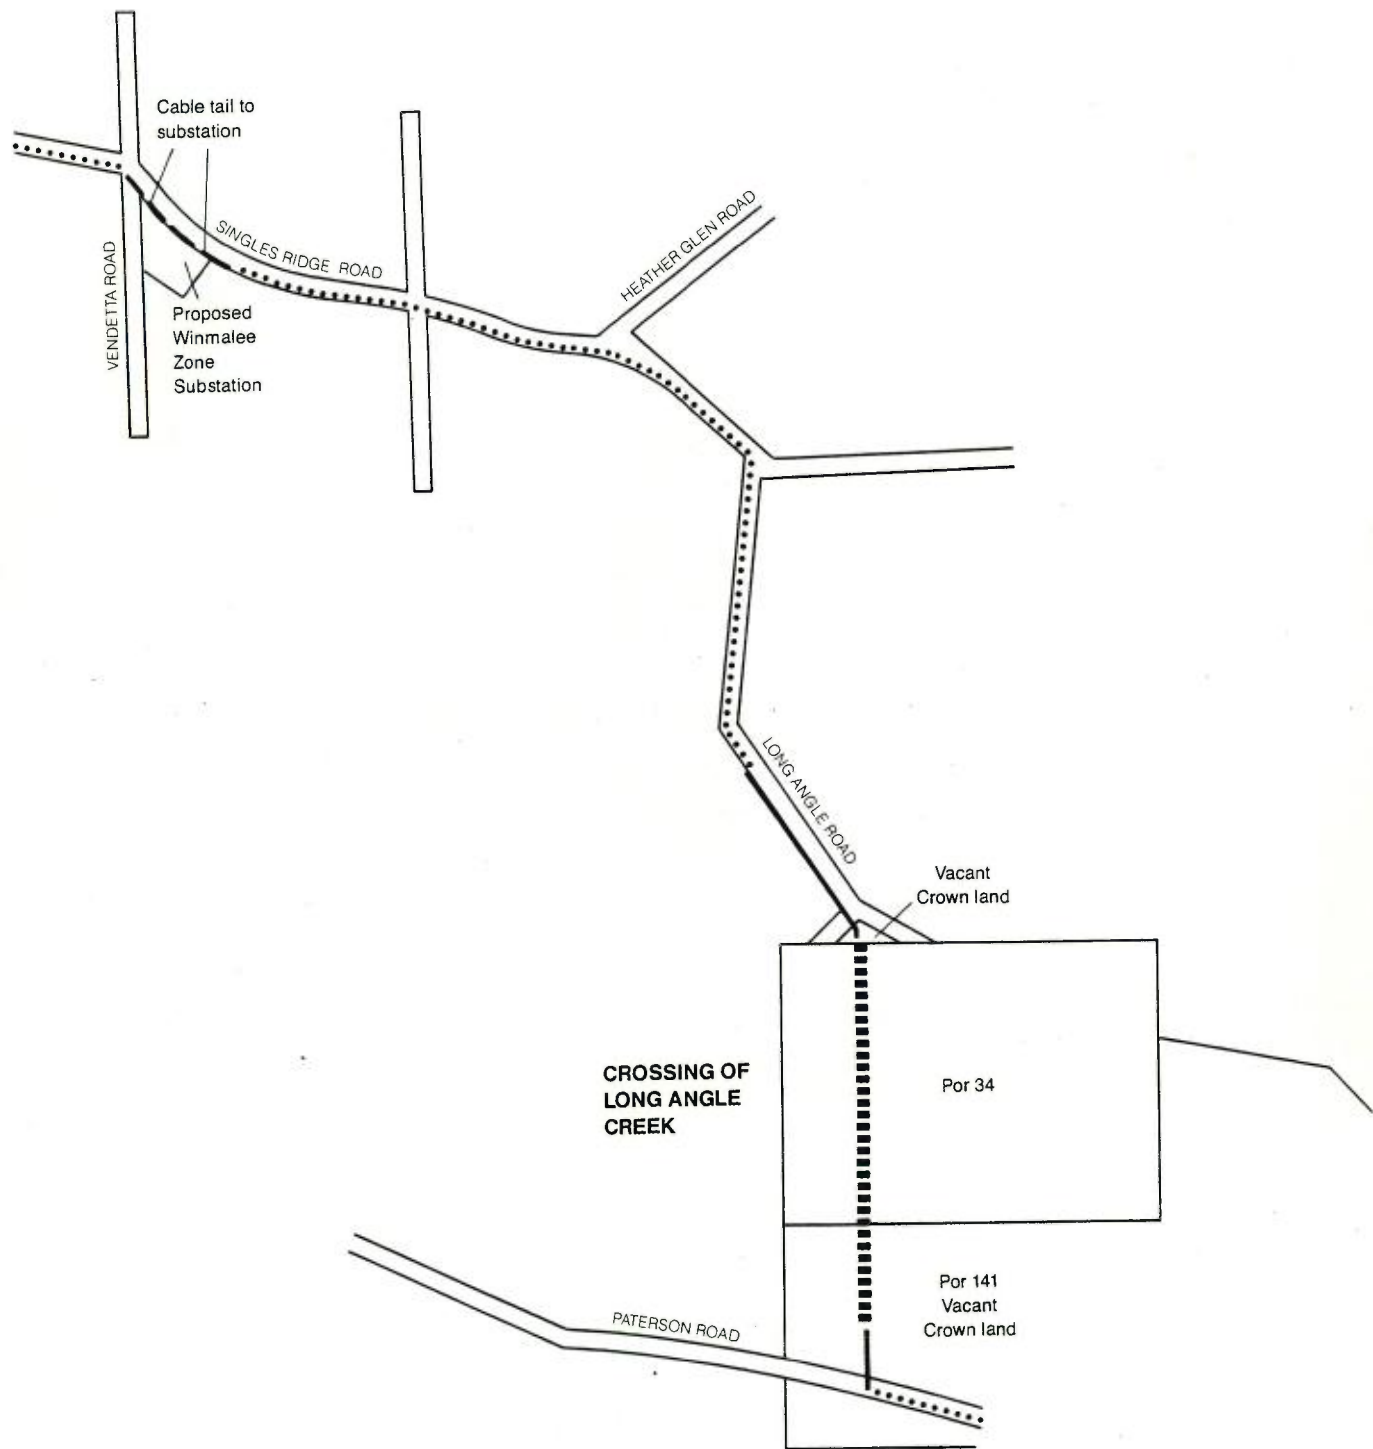 Cable tail to
substation
SINGLES RIDGE ROAD
HEATHER GLEN ROAD
VENDETTA ROAD
Proposed
Winmalee
Zone
Substation
LONG ANGLE ROAD
Vacant
Crown land
CROSSING OF
LONG ANGLE
CREEK
Por 34
Por 141
Vacant
Crown land
PATERSON ROAD